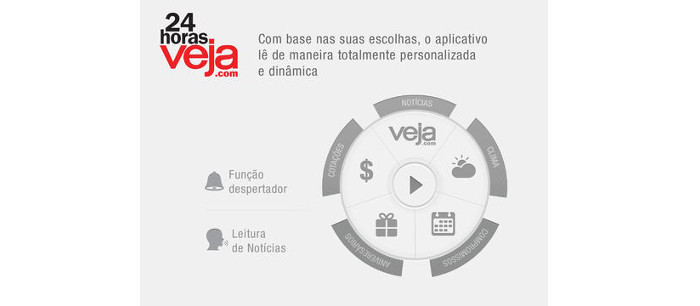 24
horas
veja
.com
Com base nas suas escolhas, o aplicativo
lê de maneira totalmente personalizada
e dinâmica
NOTÍCIAS
COTAÇÕES
veja
.com
CLIMA
$
Função
despertador
Leitura
de Notícias
ANIVERSÁRIOS
COMPROMISSOS